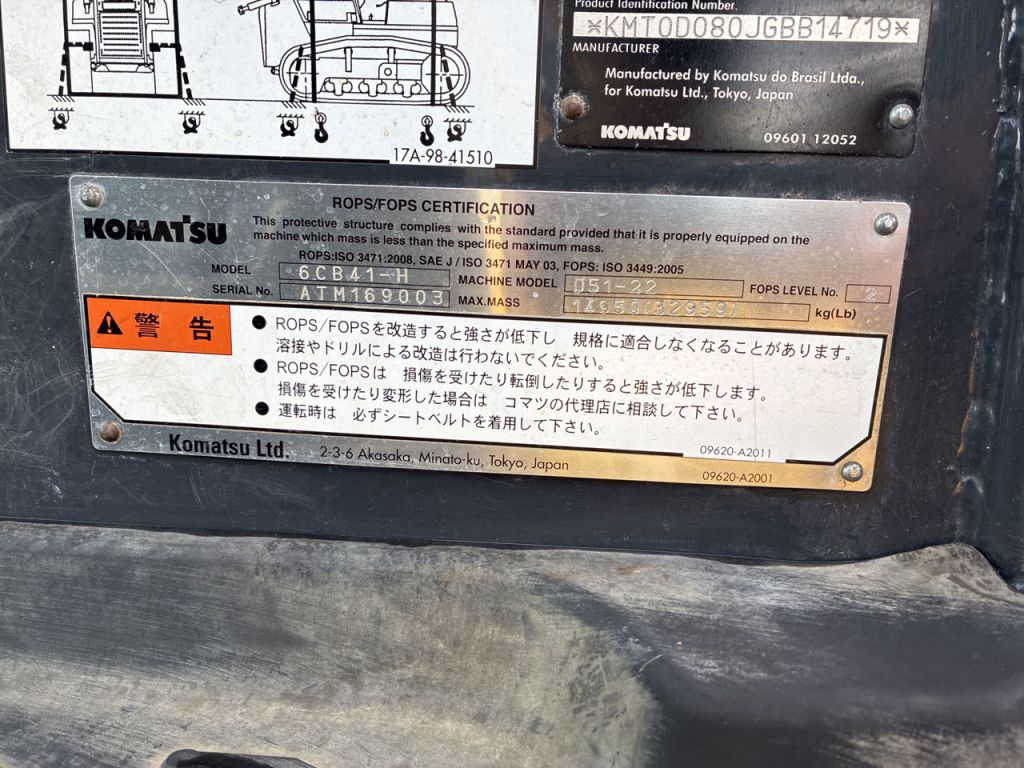 17A-98-41510
Product Identification Number.
*KMT0D080JGBB14719*
MANUFACTURER
Manufactured by Komatsu do Brasil Ltda.,
for Komatsu Ltd., Tokyo, Japan
KOMATSU
09601 12052
ROPS/FOPS CERTIFICATION
KOMATSU
This protective structure complies with the standard provided that it is properly equipped on the
machine which mass is less than the specified maximum mass.
ROPS:ISO 3471:2008, SAE J / ISO 3471 MAY 03, FOPS: ISO 3449:2005
MODEL 6CB41-H MACHINE MODEL D51-22 FOPS LEVEL No. 2
SERIAL No. ATM169003 MAX.MASS 14950(32959) kg(Lb)
警告
● ROPS/FOPSを改造すると強さが低下し 規格に適合しなくなることがあります。
溶接やドリルによる改造は行わないでください。
● ROPS/FOPSは 損傷を受けたり転倒したりすると強さが低下します。
損傷を受けたり変形した場合は コマツの代理店に相談して下さい。
● 運転時は 必ずシートベルトを着用して下さい。
09620-A2011
Komatsu Ltd. 2-3-6 Akasaka, Minato-ku, Tokyo, Japan
09620-A2001